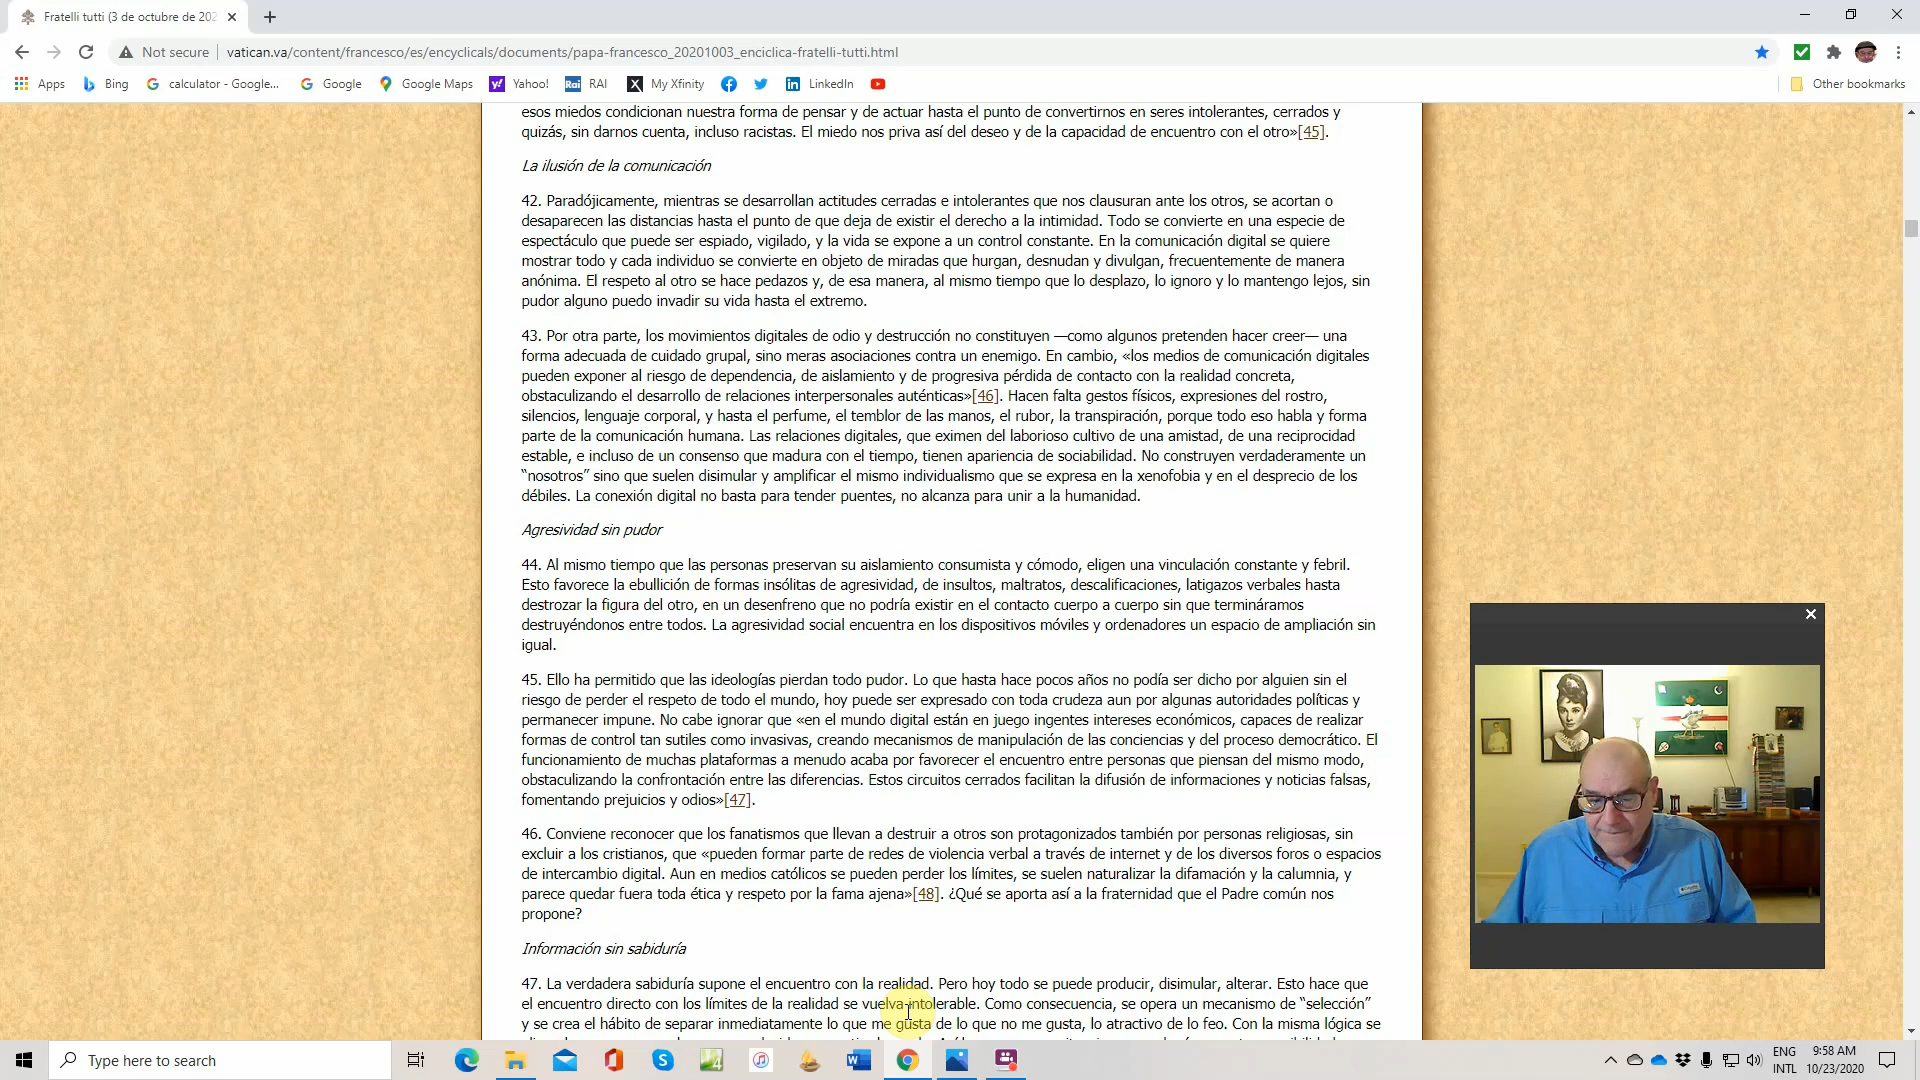 Fratelli tutti (3 de octubre de 202
Not secure
vatican.va/content/francesco/es/encyclicals/documents/papa-francesco_20201003_enciclica-fratelli-tutti.html
Apps
Bing
calculator - Google...
Google
Google Maps
Yahoo!
RAI
My Xfinity
LinkedIn
Other bookmarks
esos miedos condicionan nuestra forma de pensar y de actuar hasta el punto de convertirnos en seres intolerantes, cerrados y
quizás, sin darnos cuenta, incluso racistas. El miedo nos priva así del deseo y de la capacidad de encuentro con el otro»[45].
La ilusión de la comunicación
42. Paradójicamente, mientras se desarrollan actitudes cerradas e intolerantes que nos clausuran ante los otros, se acortan o
desaparecen las distancias hasta el punto de que deja de existir el derecho a la intimidad. Todo se convierte en una especie de
espectáculo que puede ser espiado, vigilado, y la vida se expone a un control constante. En la comunicación digital se quiere
mostrar todo y cada individuo se convierte en objeto de miradas que hurgan, desnudan y divulgan, frecuentemente de manera
anónima. El respeto al otro se hace pedazos y, de esa manera, al mismo tiempo que lo desplazo, lo ignoro y lo mantengo lejos, sin
pudor alguno puedo invadir su vida hasta el extremo.
43. Por otra parte, los movimientos digitales de odio y destrucción no constituyen —como algunos pretenden hacer creer— una
forma adecuada de cuidado grupal, sino meras asociaciones contra un enemigo. En cambio, «los medios de comunicación digitales
pueden exponer al riesgo de dependencia, de aislamiento y de progresiva pérdida de contacto con la realidad concreta,
obstaculizando el desarrollo de relaciones interpersonales auténticas»[46]. Hacen falta gestos físicos, expresiones del rostro,
silencios, lenguaje corporal, y hasta el perfume, el temblor de las manos, el rubor, la transpiración, porque todo eso habla y forma
parte de la comunicación humana. Las relaciones digitales, que eximen del laborioso cultivo de una amistad, de una reciprocidad
estable, e incluso de un consenso que madura con el tiempo, tienen apariencia de sociabilidad. No construyen verdaderamente un
“nosotros” sino que suelen disimular y amplificar el mismo individualismo que se expresa en la xenofobia y en el desprecio de los
débiles. La conexión digital no basta para tender puentes, no alcanza para unir a la humanidad.
Agresividad sin pudor
44. Al mismo tiempo que las personas preservan su aislamiento consumista y cómodo, eligen una vinculación constante y febril.
Esto favorece la ebullición de formas insólitas de agresividad, de insultos, maltratos, descalificaciones, latigazos verbales hasta
destrozar la figura del otro, en un desenfreno que no podría existir en el contacto cuerpo a cuerpo sin que termináramos
destruyéndonos entre todos. La agresividad social encuentra en los dispositivos móviles y ordenadores un espacio de ampliación sin
igual.
45. Ello ha permitido que las ideologías pierdan todo pudor. Lo que hasta hace pocos años no podía ser dicho por alguien sin el
riesgo de perder el respeto de todo el mundo, hoy puede ser expresado con toda crudeza aun por algunas autoridades políticas y
permanecer impune. No cabe ignorar que «en el mundo digital están en juego ingentes intereses económicos, capaces de realizar
formas de control tan sutiles como invasivas, creando mecanismos de manipulación de las conciencias y del proceso democrático. El
funcionamiento de muchas plataformas a menudo acaba por favorecer el encuentro entre personas que piensan del mismo modo,
obstaculizando la confrontación entre las diferencias. Estos circuitos cerrados facilitan la difusión de informaciones y noticias falsas,
fomentando prejuicios y odios»[47].
46. Conviene reconocer que los fanatismos que llevan a destruir a otros son protagonizados también por personas religiosas, sin
excluir a los cristianos, que «pueden formar parte de redes de violencia verbal a través de internet y de los diversos foros o espacios
de intercambio digital. Aun en medios católicos se pueden perder los límites, se suelen naturalizar la difamación y la calumnia, y
parece quedar fuera toda ética y respeto por la fama ajena»[48]. ¿Qué se aporta así a la fraternidad que el Padre común nos
propone?
Información sin sabiduría
47. La verdadera sabiduría supone el encuentro con la realidad. Pero hoy todo se puede producir, disimular, alterar. Esto hace que
el encuentro directo con los límites de la realidad se vuelva intolerable. Como consecuencia, se opera un mecanismo de “selección”
y se crea el hábito de separar inmediatamente lo que me gusta de lo que no me gusta, lo atractivo de lo feo. Con la misma lógica se
Type here to search
ENG
INTL
9:58 AM
10/23/2020